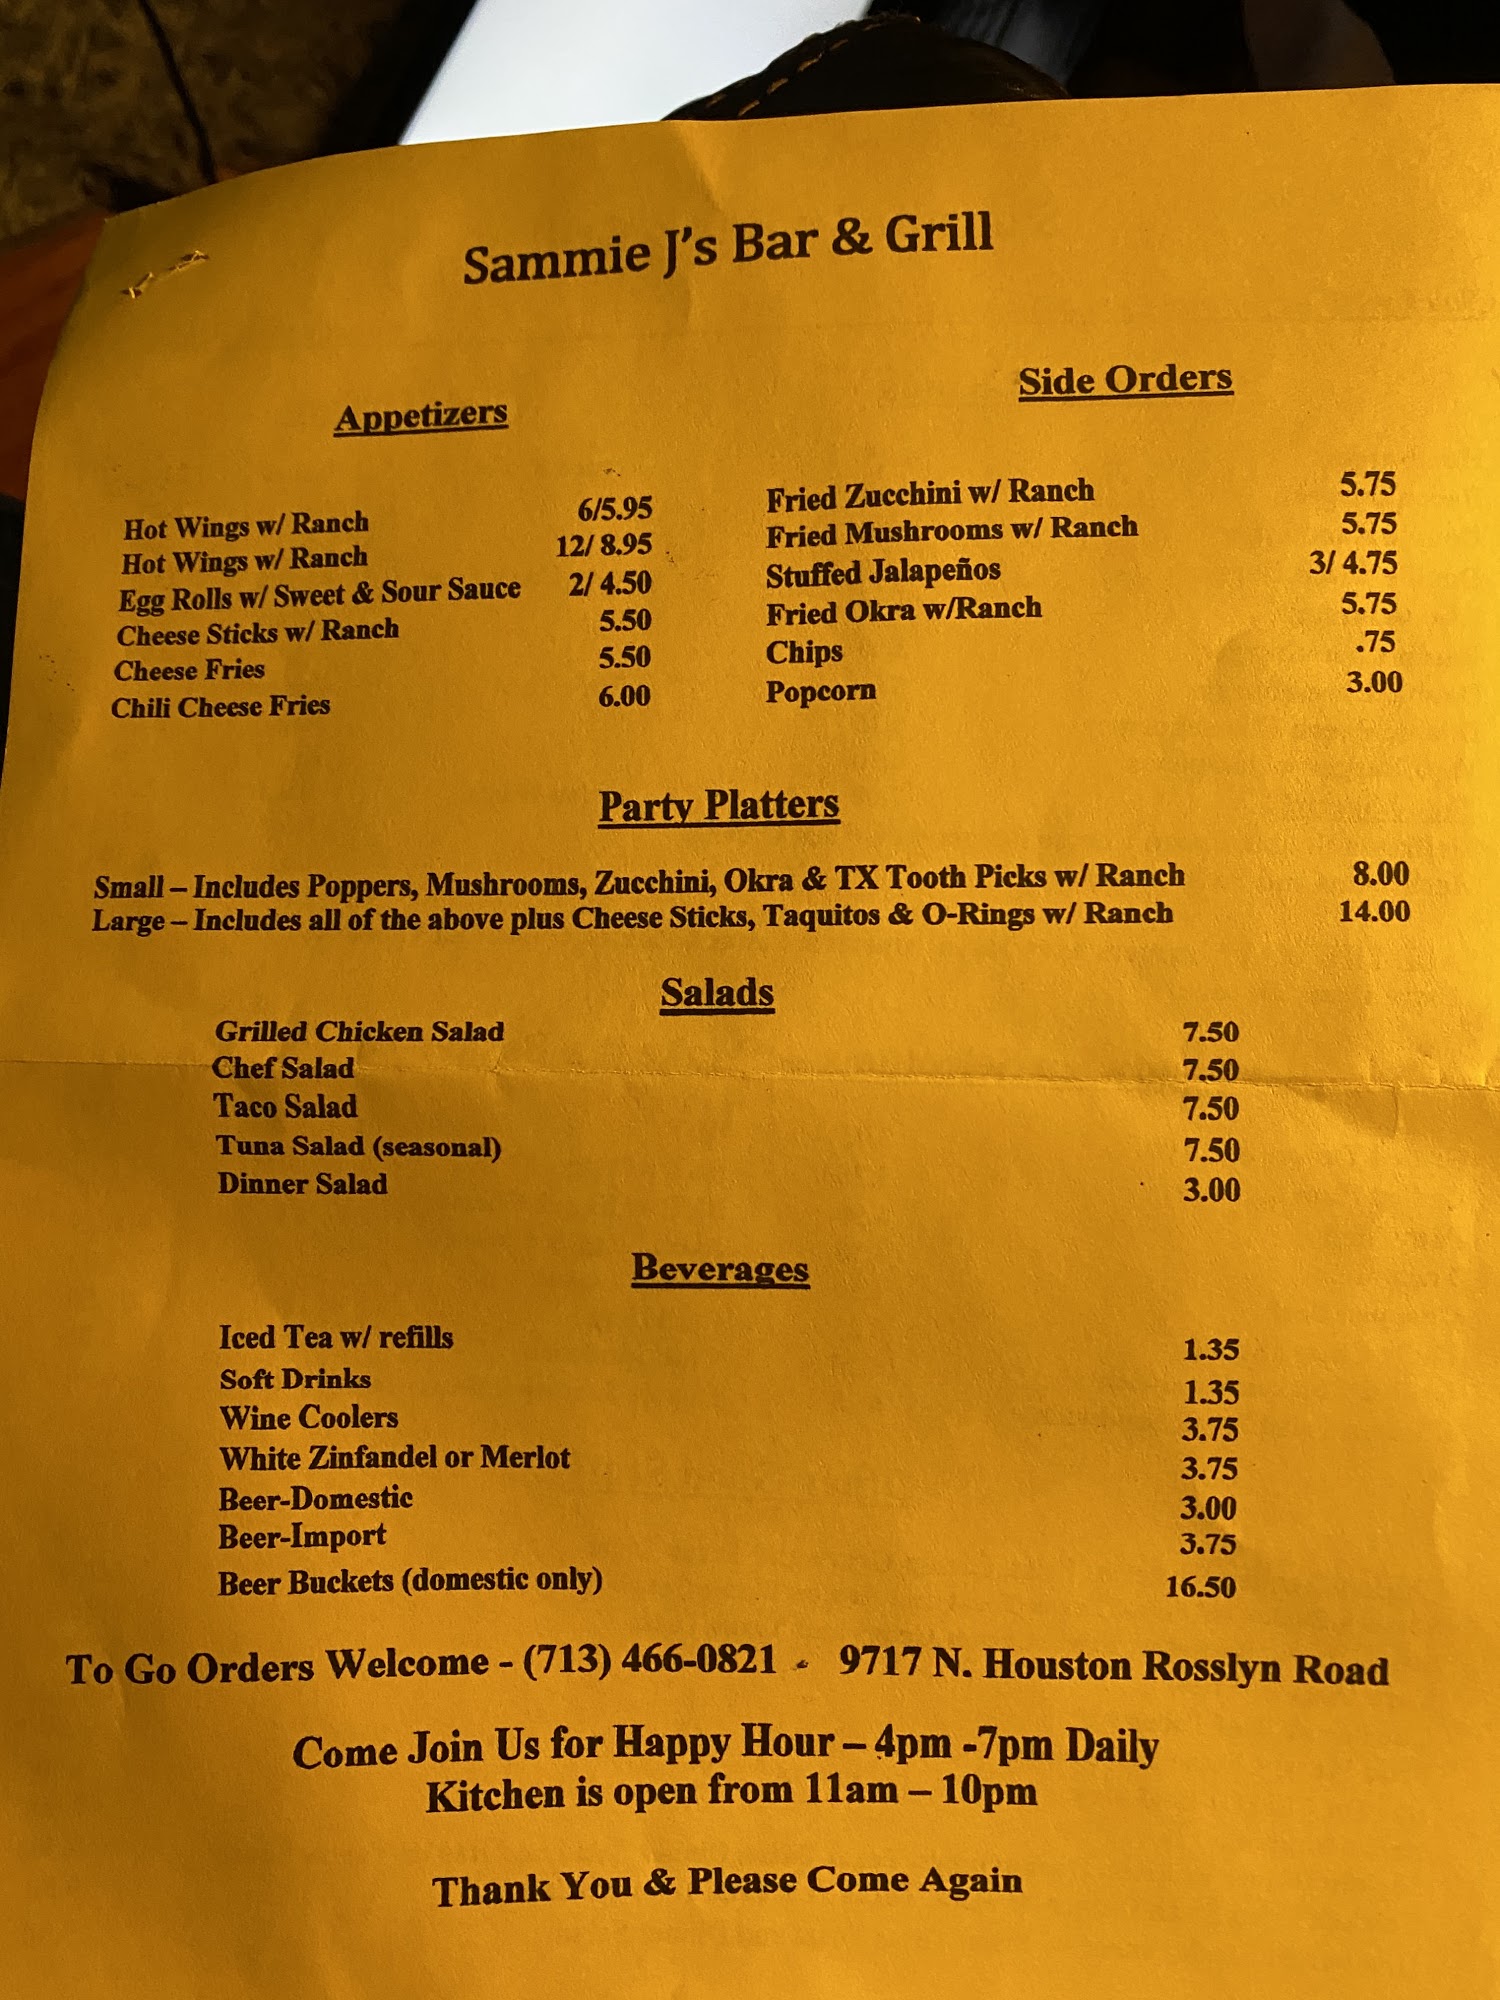 Sammie J's Bar & Grill
Appetizers
Hot Wings w/ Ranch 6/5.95
Hot Wings w/ Ranch 12/ 8.95
Egg Rolls w/ Sweet & Sour Sauce 2/ 4.50
Cheese Sticks w/ Ranch 5.50
Cheese Fries 5.50
Chili Cheese Fries 6.00
Side Orders
Fried Zucchini w/ Ranch 5.75
Fried Mushrooms w/ Ranch 5.75
Stuffed Jalapeños 3/ 4.75
Fried Okra w/Ranch 5.75
Chips .75
Popcorn 3.00
Party Platters
Small – Includes Poppers, Mushrooms, Zucchini, Okra & TX Tooth Picks w/ Ranch 8.00
Large – Includes all of the above plus Cheese Sticks, Taquitos & O-Rings w/ Ranch 14.00
Salads
Grilled Chicken Salad 7.50
Chef Salad 7.50
Taco Salad 7.50
Tuna Salad (seasonal) 7.50
Dinner Salad 3.00
Beverages
Iced Tea w/ refills 1.35
Soft Drinks 1.35
Wine Coolers 3.75
White Zinfandel or Merlot 3.75
Beer-Domestic 3.00
Beer-Import 3.75
Beer Buckets (domestic only) 16.50
To Go Orders Welcome - (713) 466-0821 - 9717 N. Houston Rosslyn Road
Come Join Us for Happy Hour – 4pm -7pm Daily
Kitchen is open from 11am – 10pm
Thank You & Please Come Again